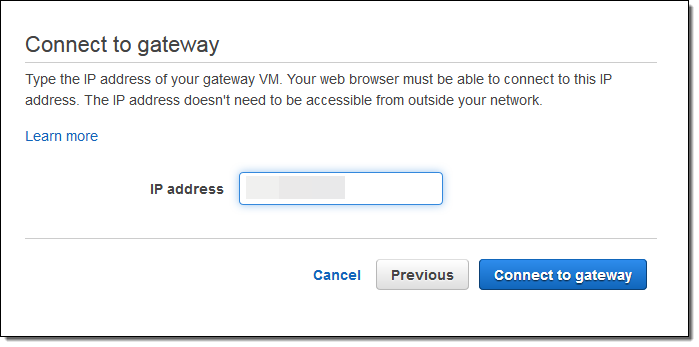 Connect to gateway
Type the IP address of your gateway VM. Your web browser must be able to connect to this IP
address. The IP address doesn't need to be accessible from outside your network.
Learn more
IP address
Cancel Previous Connect to gateway